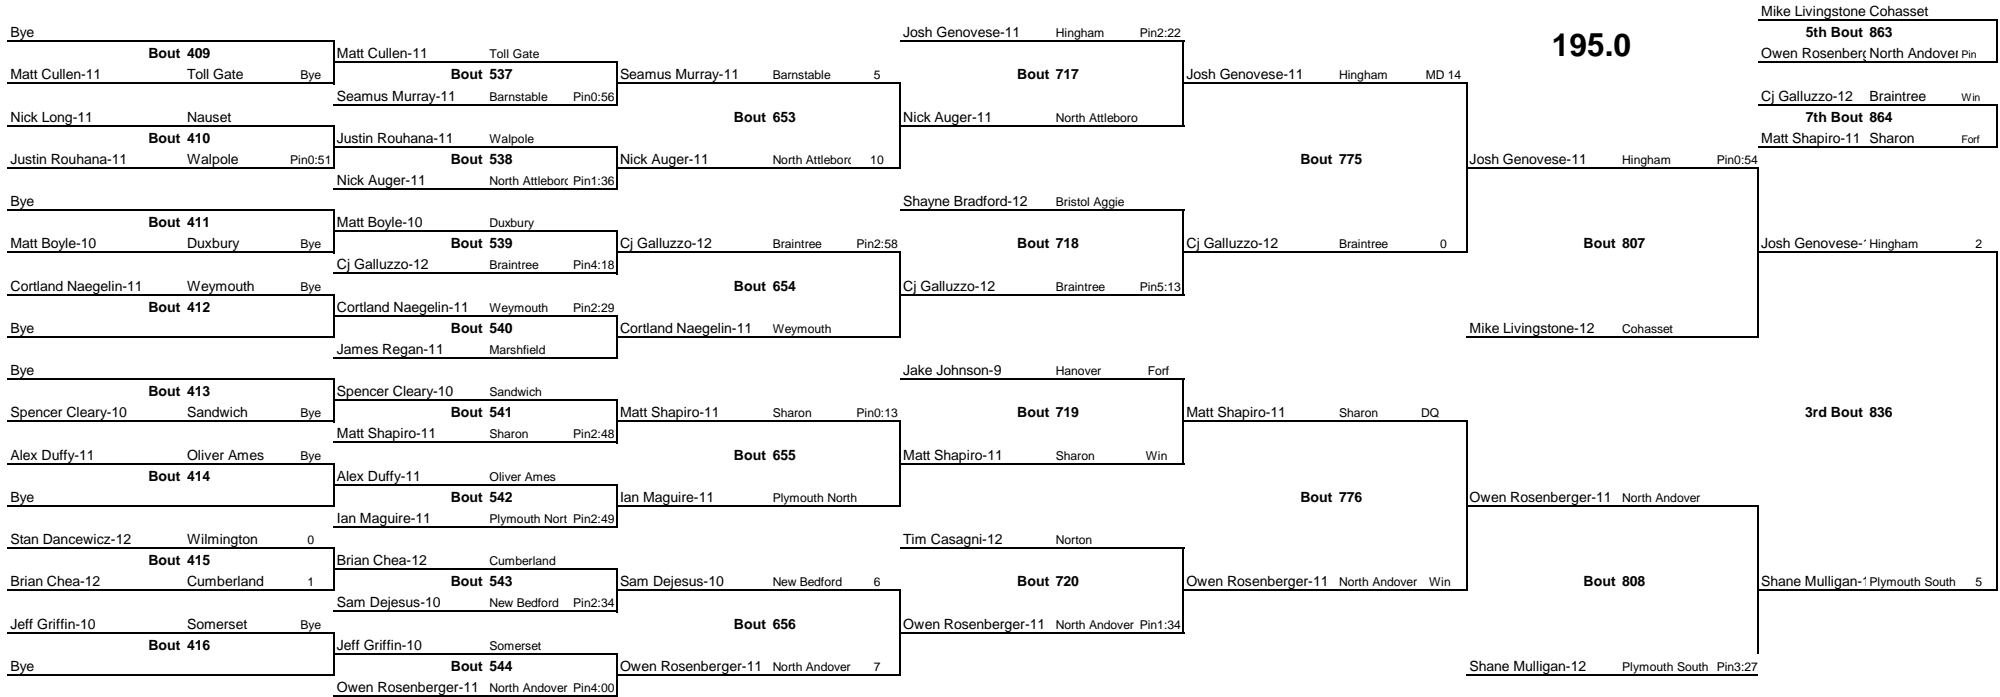 195.0
Bye
Bout 409
Matt Cullen-11 Toll Gate Bye
Nick Long-11 Nauset
Bout 410
Justin Rouhana-11 Walpole Pin0:51
Bye
Bout 411
Matt Boyle-10 Duxbury Bye
Cortland Naegelin-11 Weymouth Bye
Bout 412
Bye
Bye
Bout 413
Spencer Cleary-10 Sandwich Bye
Alex Duffy-11 Oliver Ames Bye
Bout 414
Bye
Stan Dancewicz-12 Wilmington 0
Bout 415
Brian Chea-12 Cumberland 1
Jeff Griffin-10 Somerset Bye
Bout 416
Bye
Matt Cullen-11 Toll Gate
Bout 537
Seamus Murray-11 Barnstable Pin0:56
Justin Rouhana-11 Walpole
Bout 538
Nick Auger-11 North Attleborc Pin1:36
Matt Boyle-10 Duxbury
Bout 539
Cj Galluzzo-12 Braintree Pin4:18
Cortland Naegelin-11 Weymouth Pin2:29
Bout 540
James Regan-11 Marshfield
Spencer Cleary-10 Sandwich
Bout 541
Matt Shapiro-11 Sharon Pin2:48
Alex Duffy-11 Oliver Ames
Bout 542
Ian Maguire-11 Plymouth Nort Pin2:49
Brian Chea-12 Cumberland
Bout 543
Sam Dejesus-10 New Bedford Pin2:34
Jeff Griffin-10 Somerset
Bout 544
Owen Rosenberger-11 North Andover Pin4:00
Seamus Murray-11 Barnstable 5
Bout 653
Nick Auger-11 North Attleborc 10
Cj Galluzzo-12 Braintree Pin2:58
Bout 654
Cortland Naegelin-11 Weymouth
Matt Shapiro-11 Sharon Pin0:13
Bout 655
Ian Maguire-11 Plymouth North
Sam Dejesus-10 New Bedford 6
Bout 656
Owen Rosenberger-11 North Andover 7
Josh Genovese-11 Hingham Pin2:22
Bout 717
Nick Auger-11 North Attleboro
Shayne Bradford-12 Bristol Aggie
Bout 718
Cj Galluzzo-12 Braintree Pin5:13
Jake Johnson-9 Hanover Forf
Bout 719
Matt Shapiro-11 Sharon Win
Tim Casagni-12 Norton
Bout 720
Owen Rosenberger-11 North Andover Pin1:34
Josh Genovese-11 Hingham MD 14
Bout 775
Cj Galluzzo-12 Braintree 0
Matt Shapiro-11 Sharon DQ
Bout 776
Owen Rosenberger-11 North Andover Win
Josh Genovese-11 Hingham Pin0:54
Bout 807
Mike Livingstone-12 Cohasset
Owen Rosenberger-11 North Andover
Bout 808
Shane Mulligan-12 Plymouth South Pin3:27
Mike Livingstone Cohasset
5th Bout 863
Owen Rosenberg North Andover Pin
Cj Galluzzo-12 Braintree Win
7th Bout 864
Matt Shapiro-11 Sharon Forf
Josh Genovese-1 Hingham 2
3rd Bout 836
Shane Mulligan-1 Plymouth South 5